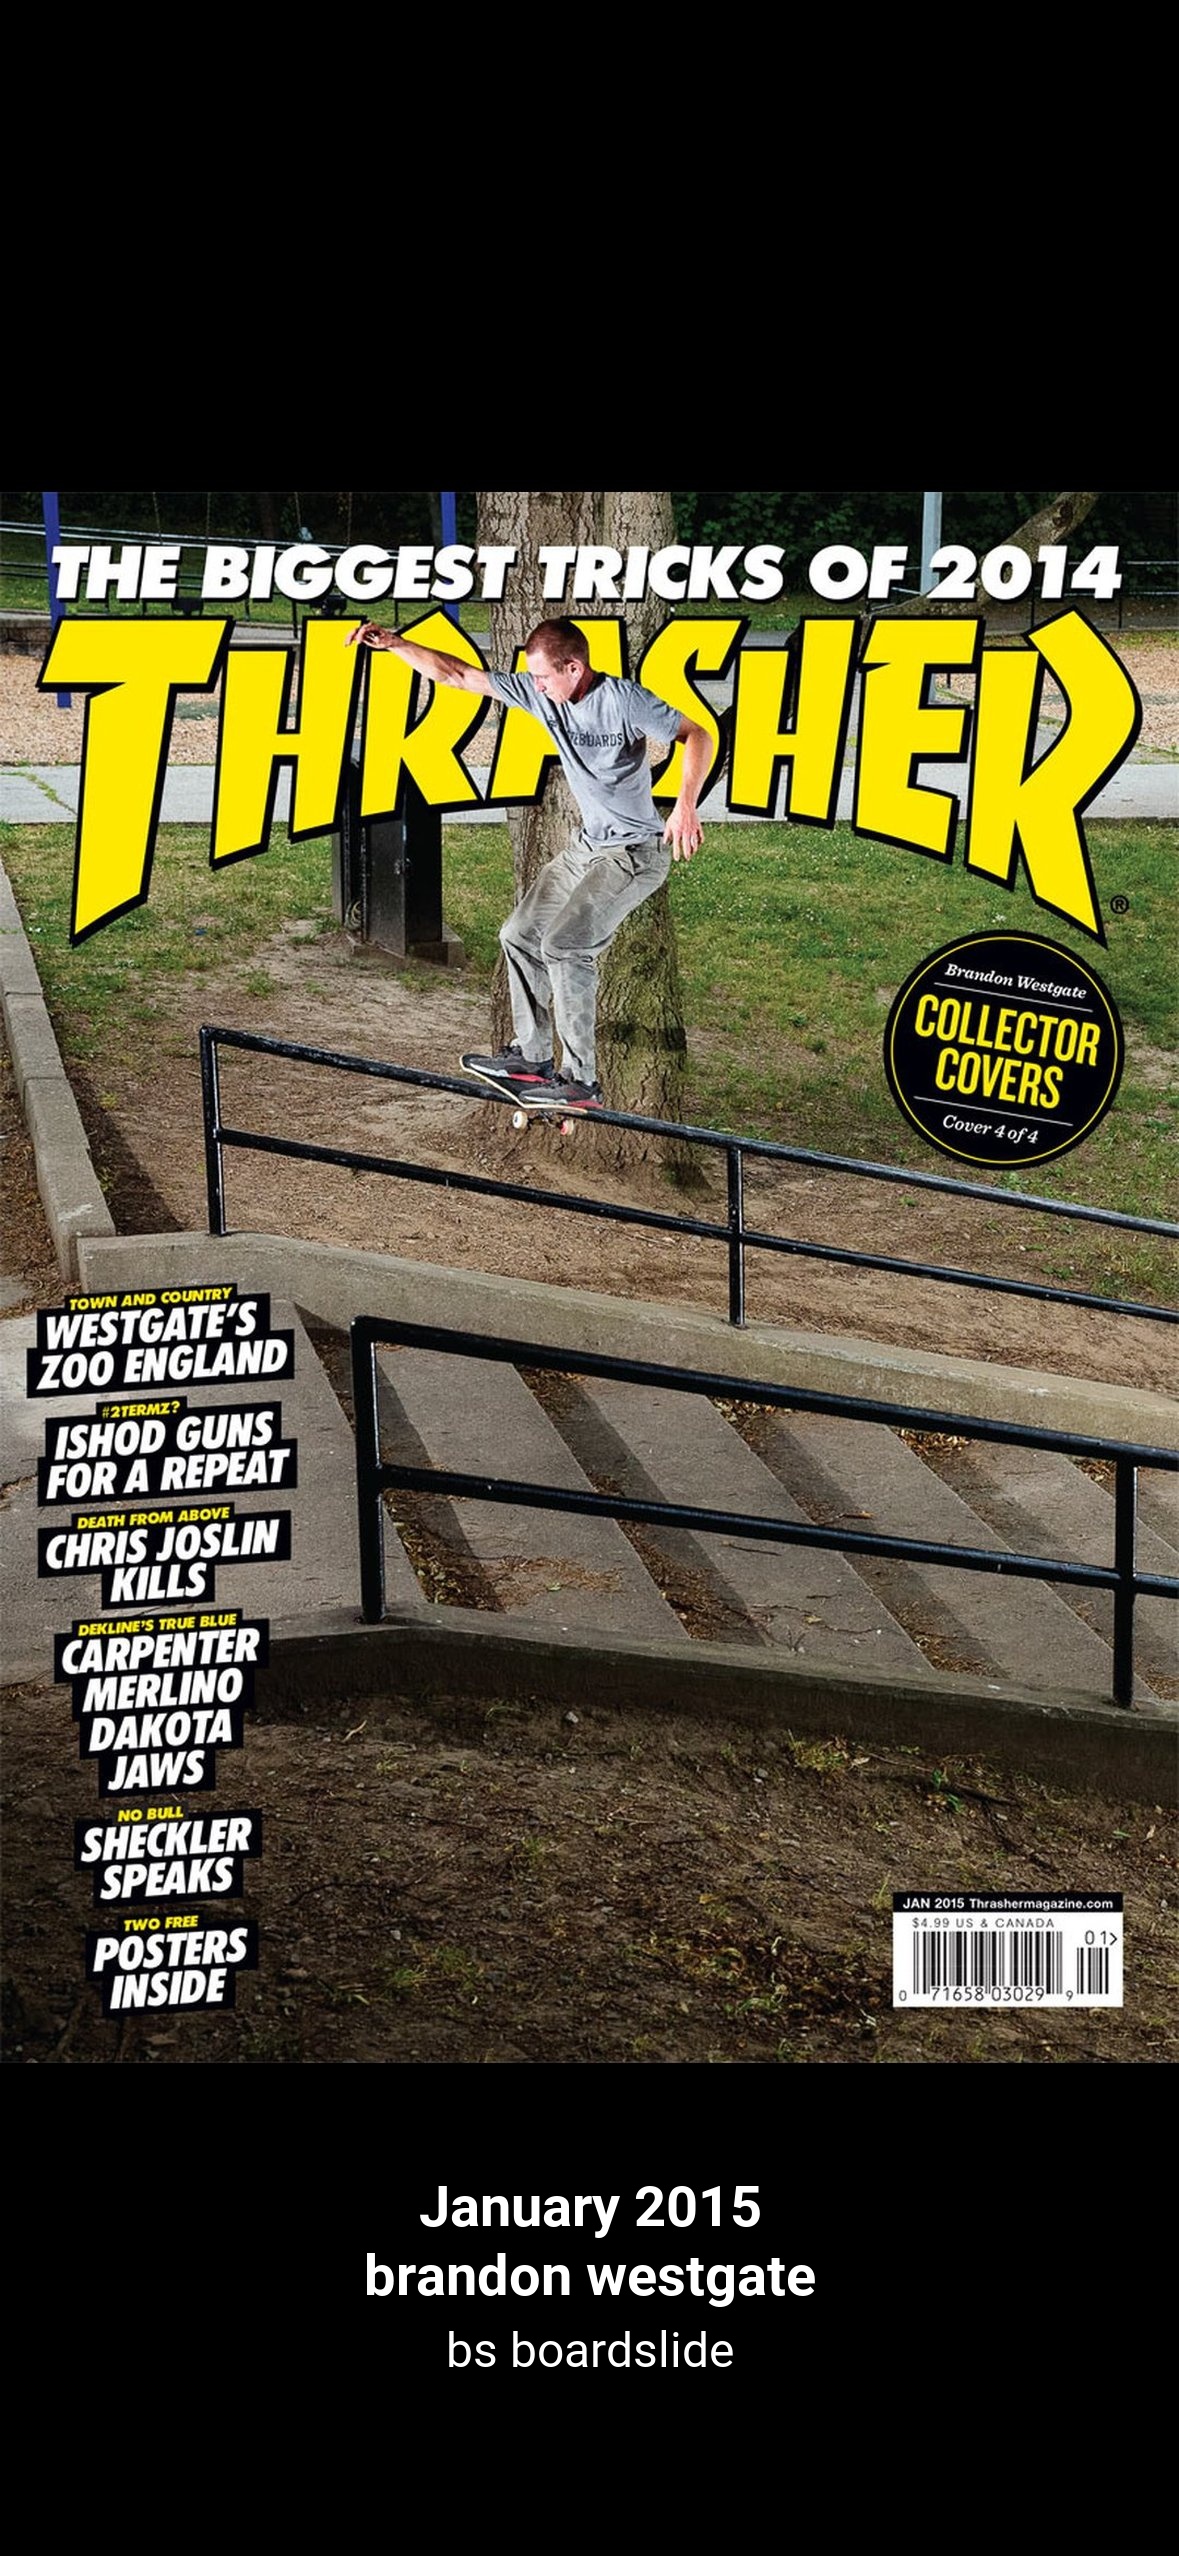 THE BIGGEST TRICKS OF 2014
THRASHER
®
Brandon Westgate
COLLECTOR
COVERS
Cover 4 of 4
TOWN AND COUNTRY
WESTGATE'S
ZOO ENGLAND
#2TERMZ?
ISHOD GUNS
FOR A REPEAT
DEATH FROM ABOVE
CHRIS JOSLIN
KILLS
DEKLINE'S TRUE BLUE
CARPENTER
MERLINO
DAKOTA
JAWS
NO BULL
SHECKLER
SPEAKS
TWO FREE
POSTERS
INSIDE
JAN 2015 Thrashermagazine.com
$4.99 US & CANADA
01>
0 71658 03029 9
January 2015
brandon westgate
bs boardslide